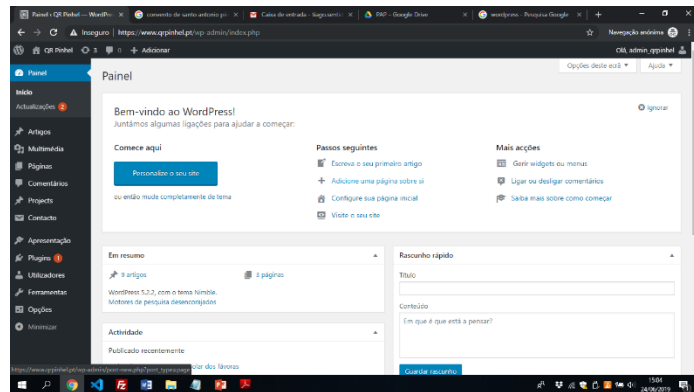 Painel ‹ QR Pinhel — WordPre
convento de santo antonio pi
Caixa de entrada - tiago.santo
PAP - Google Drive
wordpress - Pesquisa Google
Inseguro | https://www.qrpinhel.pt/wp-admin/index.php
Navegação anónima
QR Pinhel
3
0
Adicionar
Olá, admin_qrpinhel
Painel
Início
Actualizações 2
Artigos
Multimédia
Páginas
Comentários
Projects
Contacto
Apresentação
Plugins 1
Utilizadores
Ferramentas
Opções
Minimizar
Opções deste ecrã
Ajuda
Painel
Bem-vindo ao WordPress!
Juntámos algumas ligações para ajudar a começar:
Ignorar
Comece aqui
Personalize o seu site
ou então mude completamente de tema
Passos seguintes
Escreva o seu primeiro artigo
Adicione uma página sobre si
Configure sua página inicial
Visite o seu site
Mais acções
Gerir widgets ou menus
Ligar ou desligar comentários
Saiba mais sobre como começar
Em resumo
9 artigos
3 páginas
WordPress 5.2.2, com o tema Nimble.
Motores de pesquisa desencorajados
Actividade
Publicado recentemente
olar dos Távoras
Rascunho rápido
Título
Conteúdo
Em que é que está a pensar?
Guardar rascunho
https://www.qrpinhel.pt/wp-admin/post-new.php?post_type=page
15:04
24/06/2019